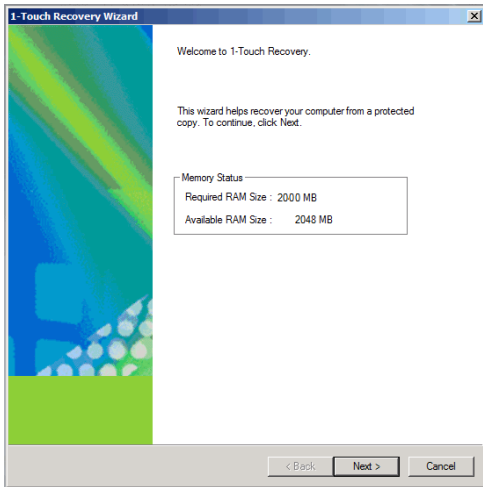 1-Touch Recovery Wizard
Welcome to 1-Touch Recovery.
This wizard helps recover your computer from a protected
copy. To continue, click Next.
Memory Status
Required RAM Size : 2000 MB
Available RAM Size : 2048 MB
< Back Next > Cancel